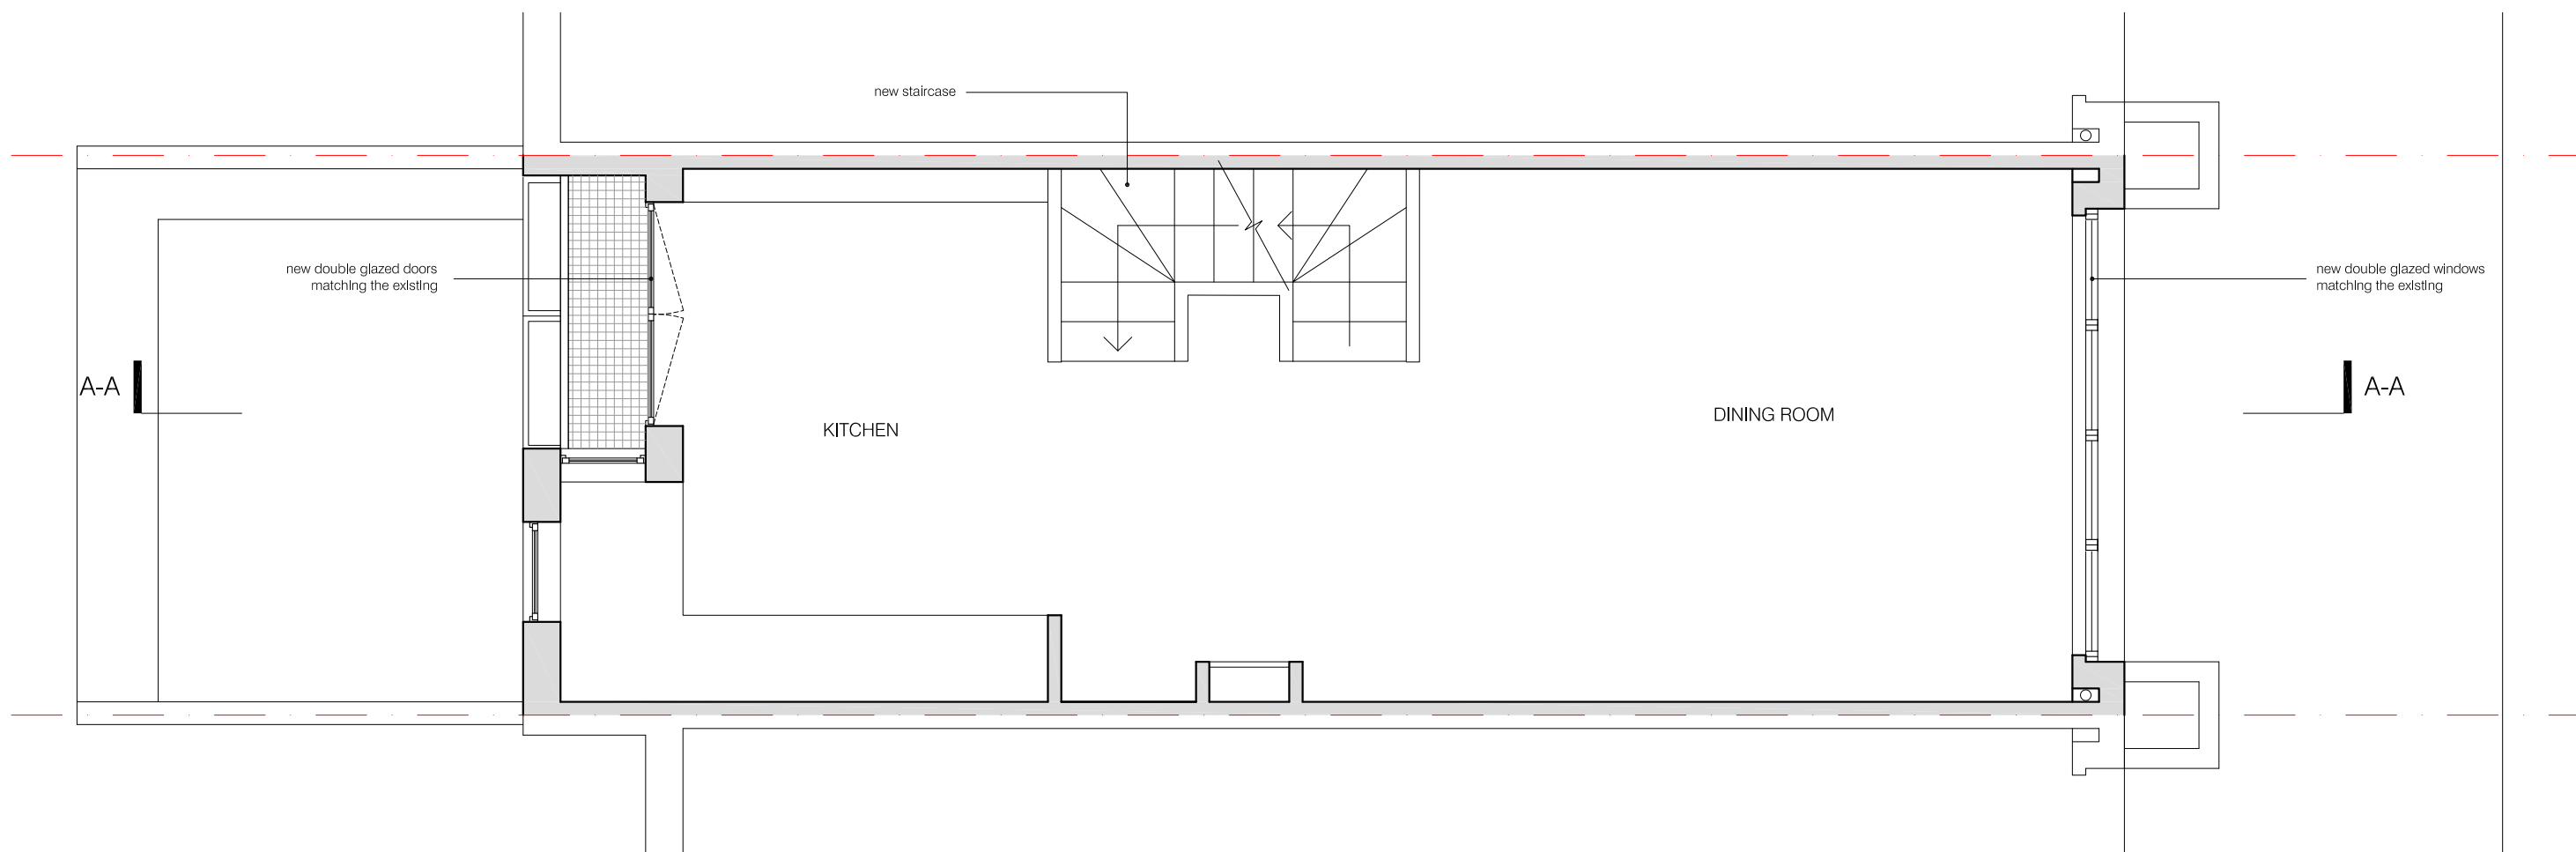 new staircase
new double glazed doors
matching the existing
new double glazed windows
matching the existing
A-A
A-A
KITCHEN
DINING ROOM